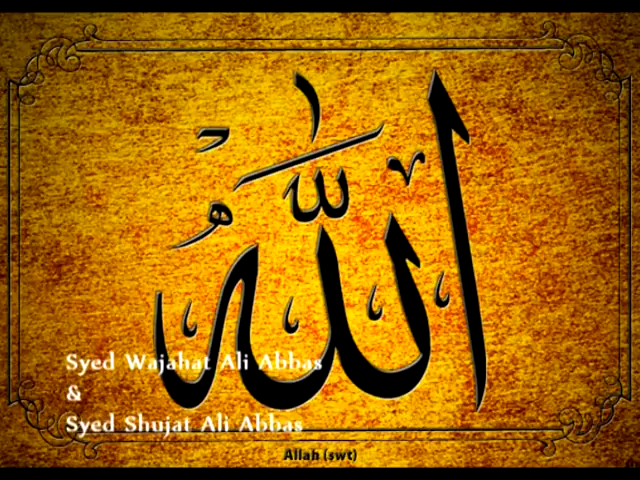 الله
Syed Wajahat Ali Abbas
&
Syed Shujat Ali Abbas
Allah (swt)